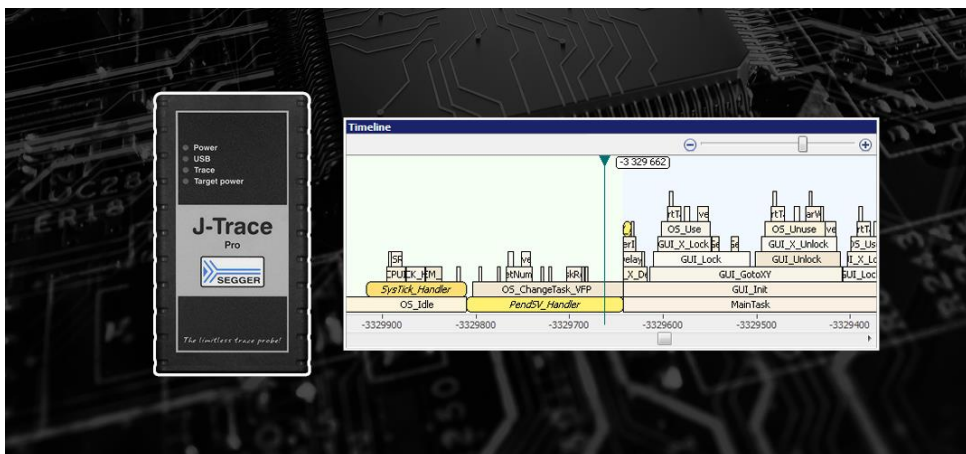 Power
USB
Trace
Target power
J-Trace
Pro
SEGGER
The limitless trace probe!
Timeline
-3 329 662
OS_Use
OS_Unuse
GUI_X_Lock
GUI_X_Unlock
GUI_Lock
GUI_Unlock
GUI_GotoXY
SysTick_Handler
OS_ChangeTask_VFP
GUI_Init
OS_Idle
PendSV_Handler
MainTask
-3329900 -3329800 -3329700 -3329600 -3329500 -3329400